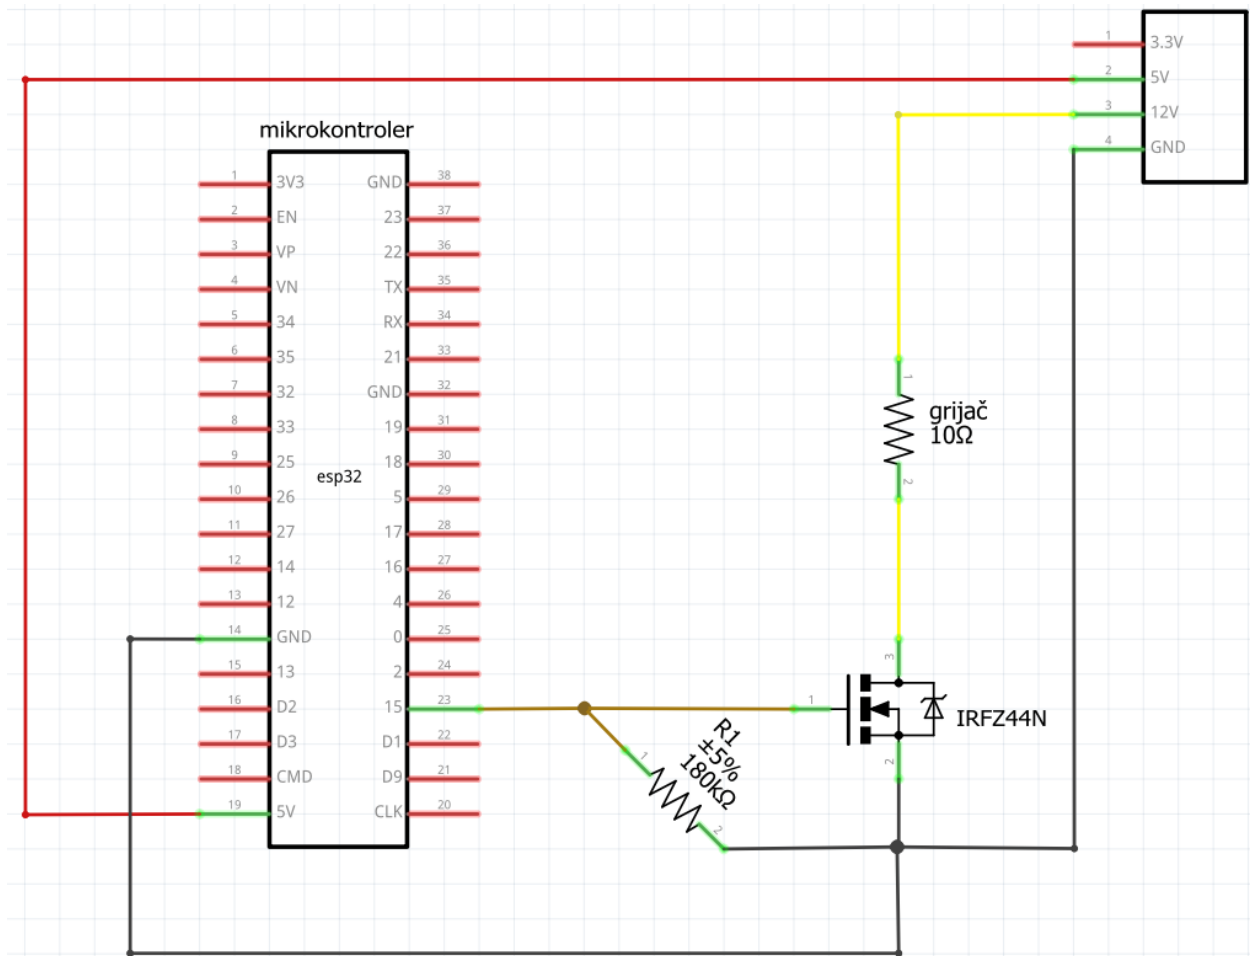 1 3.3V
2 5V
3 12V
4 GND
mikrokontroler
1 3V3 GND 38
2 EN 23 37
3 VP 22 36
4 VN TX 35
5 34 RX 34
6 35 21 33
7 32 GND 32
8 33 19 31
9 25 18 30
esp32
10 26 5 29
11 27 17 28
12 14 16 27
13 12 4 26
14 GND 0 25
15 13 2 24
16 D2 15 23
17 D3 D1 22
18 CMD D9 21
19 5V CLK 20
1
grijač
10Ω
2
3
1
2
IRFZ44N
R1
±5%
180kΩ
1
2